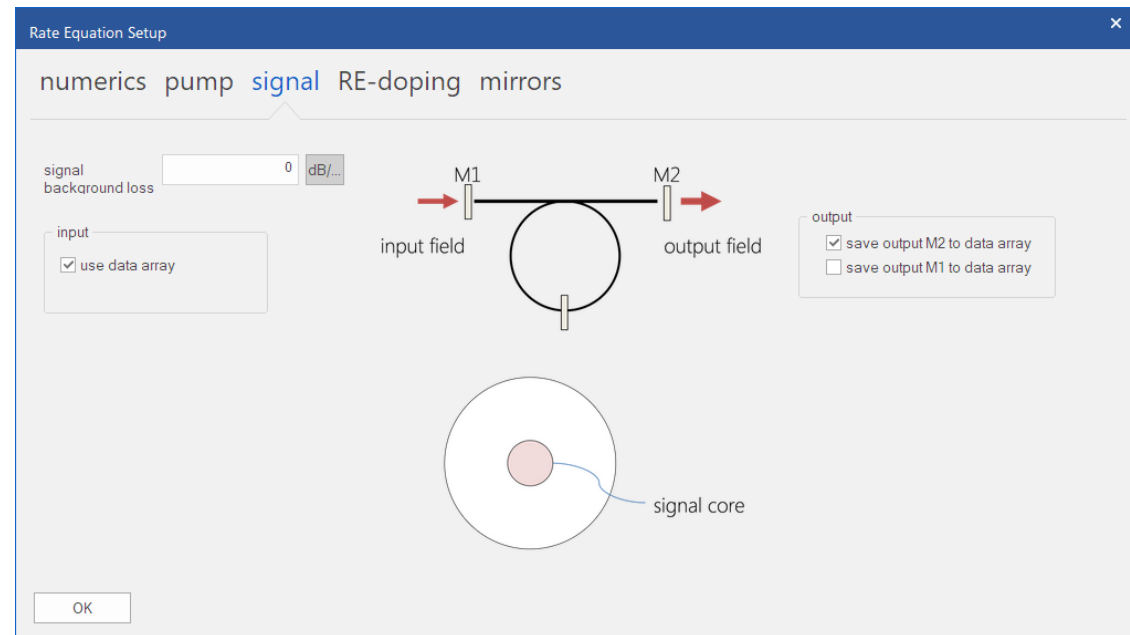 Rate Equation Setup
×
numerics pump signal RE-doping mirrors
signal
background loss
0 dB/...
input
use data array
M1
M2
input field
output field
output
save output M2 to data array
save output M1 to data array
signal core
OK